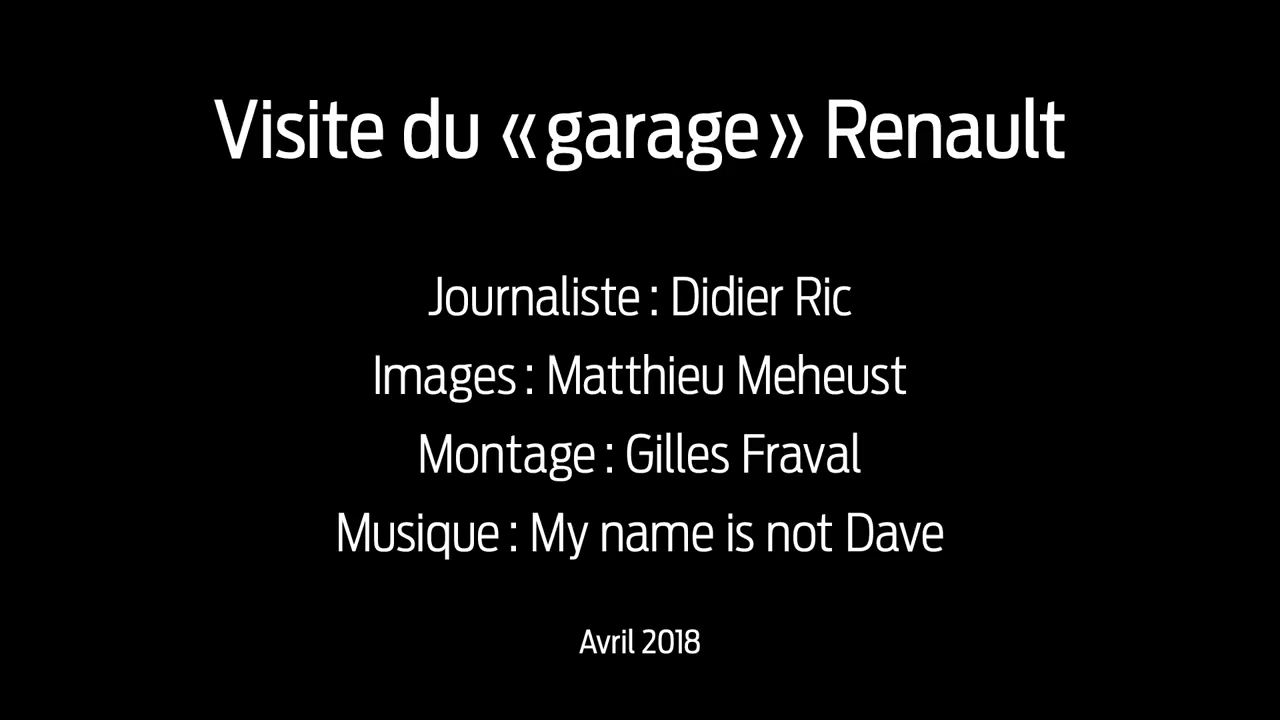 Visite du «garage» Renault
Journaliste : Didier Ric
Images : Matthieu Meheust
Montage : Gilles Fraval
Musique : My name is not Dave
Avril 2018